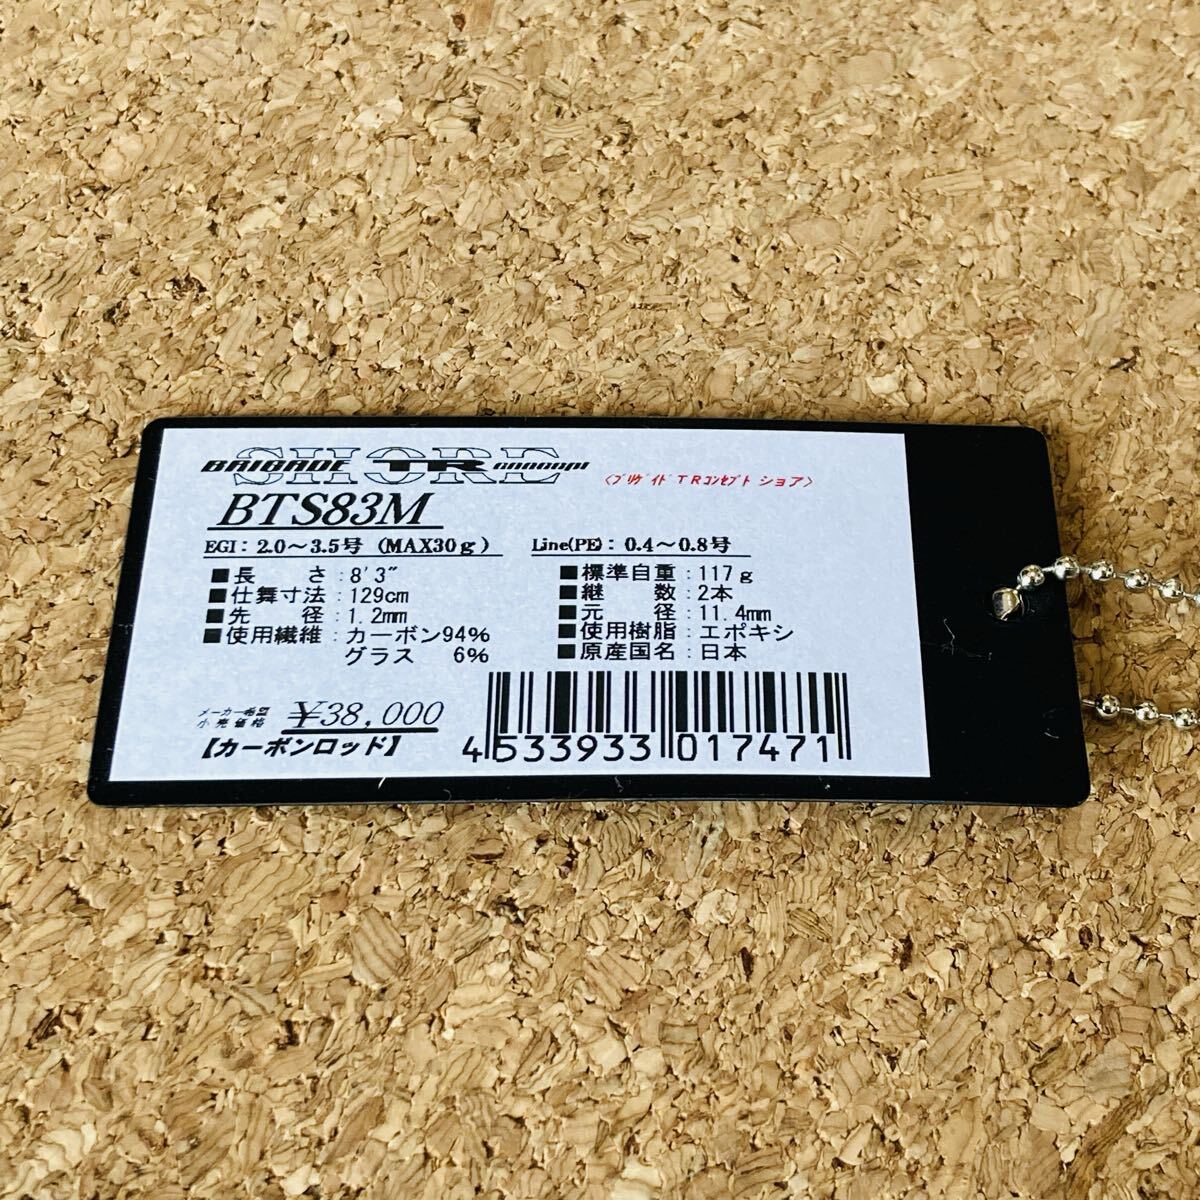 SHORE
BRIGADE TR concept
〈ﾌﾞﾘｹﾞｲﾄﾞ TRｺﾝｾﾌﾟﾄ ショア〉
BTS83M
EGI: 2.0～3.5号 (MAX30g)
Line(PE): 0.4～0.8号
■長さ:8'3"
■標準自重:117g
■仕舞寸法:129cm
■継数:2本
■先径:1.2mm
■元径:11.4mm
■使用繊維:カーボン94%
グラス 6%
■使用樹脂:エポキシ
■原産国名:日本
メーカー希望
小売価格
¥38,000
【カーボンロッド】
4 533933 017471